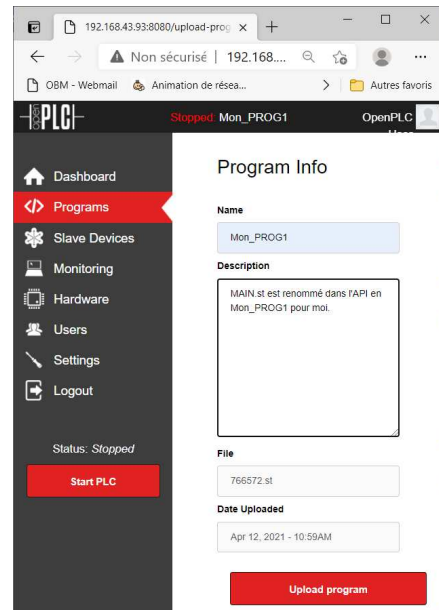 192.168.43.93:8080/upload-prog
Non sécurisé | 192.168....
OBM - Webmail Animation de résea... Autres favoris
OpenPLC Stopped: Mon_PROG1 OpenPLC
User
Program Info
Dashboard
Programs
Slave Devices
Monitoring
Hardware
Users
Settings
Logout
Status: Stopped
Start PLC
Name
Mon_PROG1
Description
MAIN.st est renommé dans l'API en
Mon_PROG1 pour moi.
File
766572.st
Date Uploaded
Apr 12, 2021 - 10:59AM
Upload program